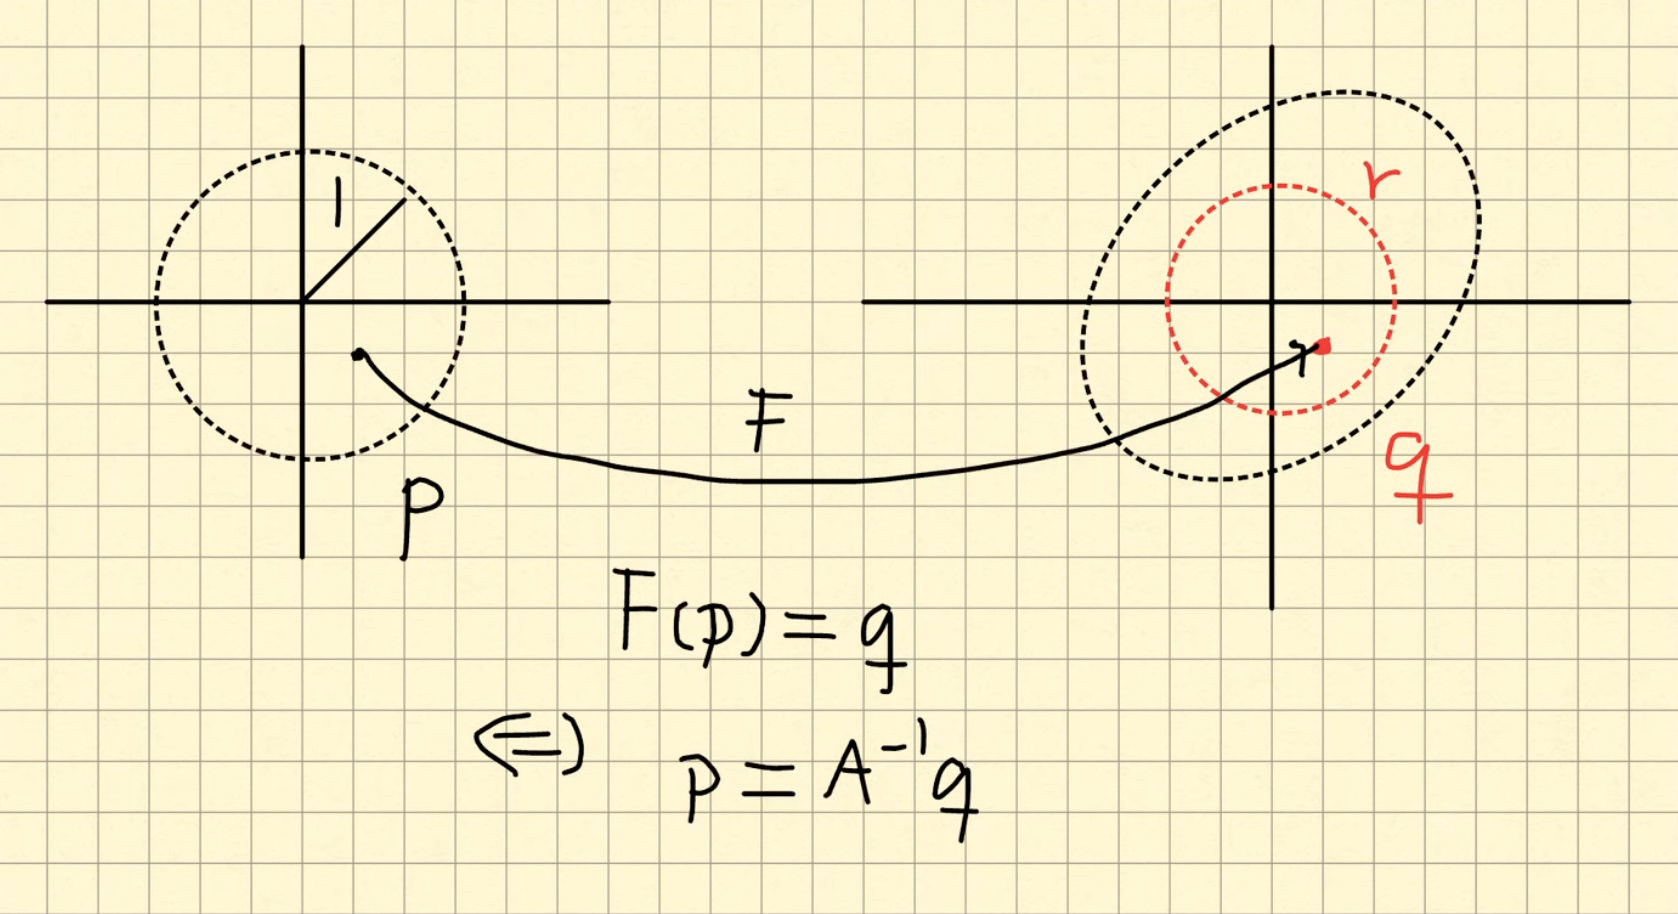 1
r
F
q
p
F(p) = q
⇔ p = A⁻¹q